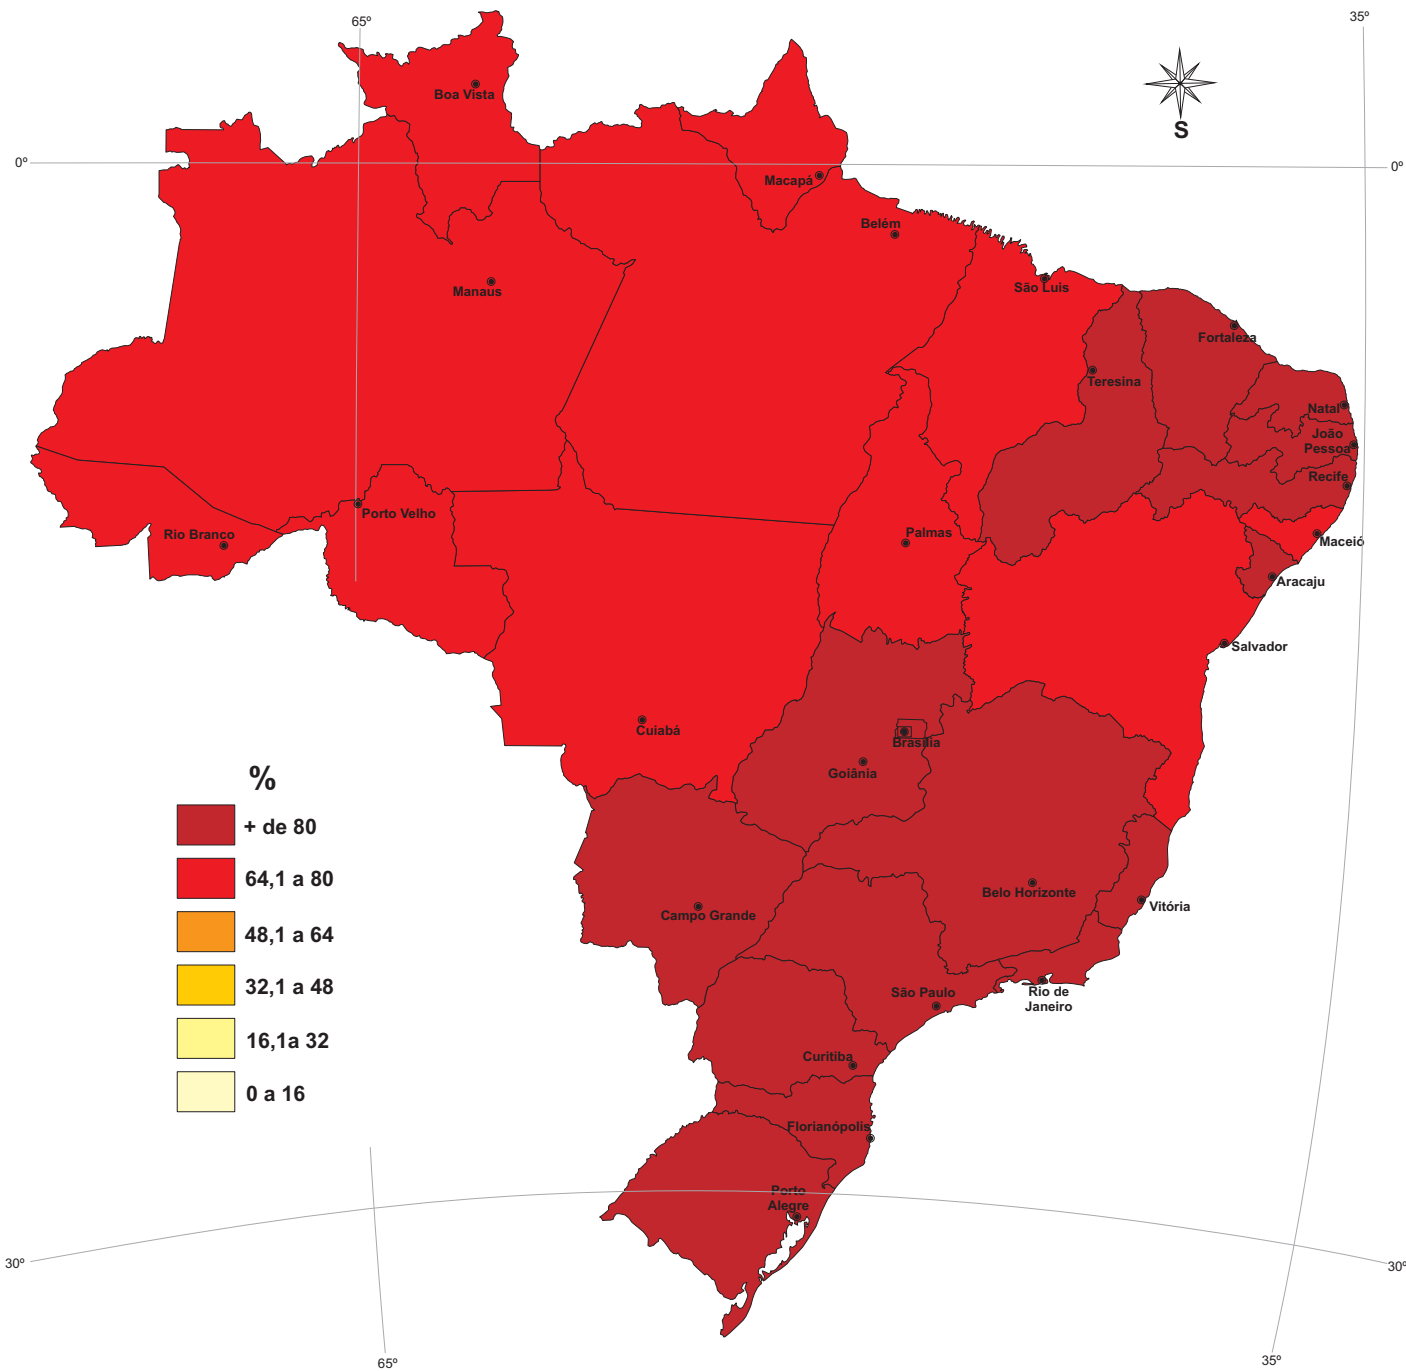 65º
35º
Boa Vista
S
0º
0º
Macapá
Belém
Manaus
São Luis
Fortaleza
Teresina
Natal
João
Pessoa
Recife
Porto Velho
Rio Branco
Palmas
Maceió
Aracaju
Salvador
Cuiabá
Brasília
Goiânia
%
+ de 80
64,1 a 80
48,1 a 64
32,1 a 48
16,1a 32
0 a 16
Belo Horizonte
Vitória
Campo Grande
São Paulo
Rio de
Janeiro
Curitiba
Florianópolis
Porto
Alegre
30º
30º
65º
35º